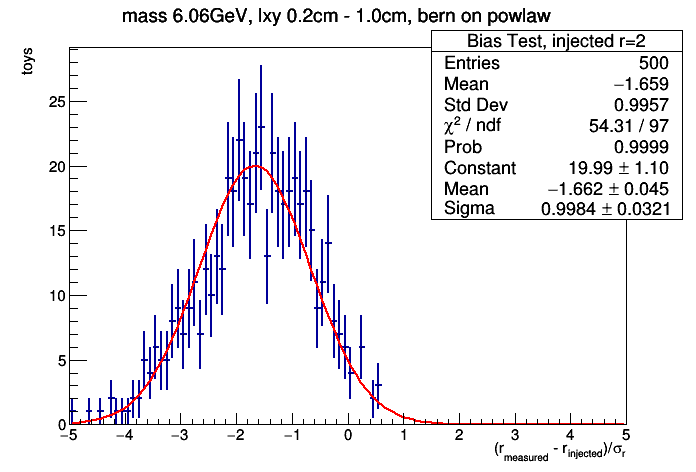 mass 6.06GeV, lxy 0.2cm - 1.0cm, bern on powlaw
toys
Bias Test, injected r=2
Entries 500
Mean −1.659
Std Dev 0.9957
χ² / ndf 54.31 / 97
Prob 0.9999
Constant 19.99 ± 1.10
Mean −1.662 ± 0.045
Sigma 0.9984 ± 0.0321
25
20
15
10
5
0
−5 −4 −3 −2 −1 0 1 2 3 4 5
(r_measured - r_injected)/σ_r